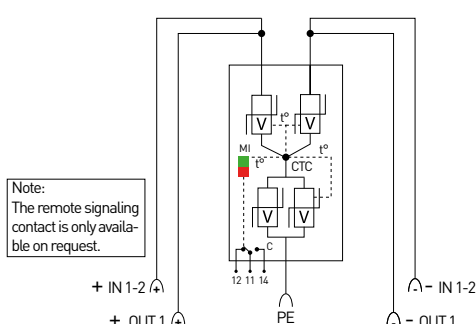 V
V
t°
MI
t°
t°
CTC
V
V
Note:
The remote signaling
contact is only availa-
ble on request.
C
12 11 14
+ IN 1-2 +
- - IN 1-2
PE
+ OUT 1 +
- - OUT 1